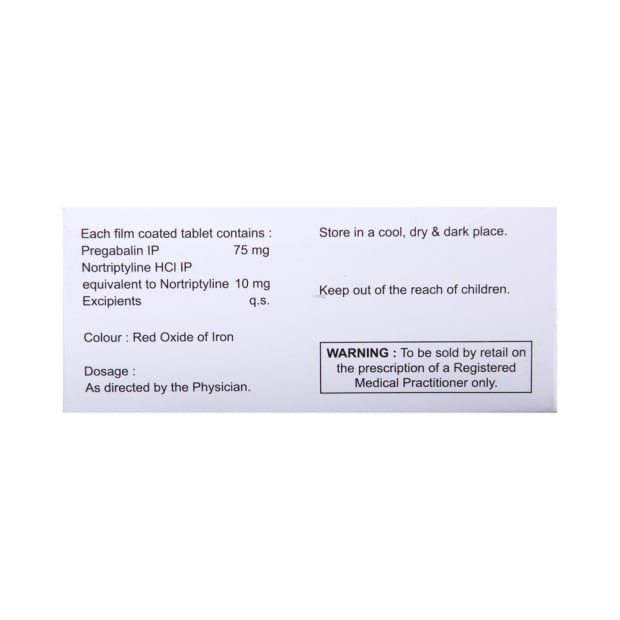 Each film coated tablet contains :
Pregabalin IP 75 mg
Nortriptyline HCl IP
equivalent to Nortriptyline 10 mg
Excipients q.s.
Colour : Red Oxide of Iron
Dosage :
As directed by the Physician.
Store in a cool, dry & dark place.
Keep out of the reach of children.
WARNING : To be sold by retail on
the prescription of a Registered
Medical Practitioner only.